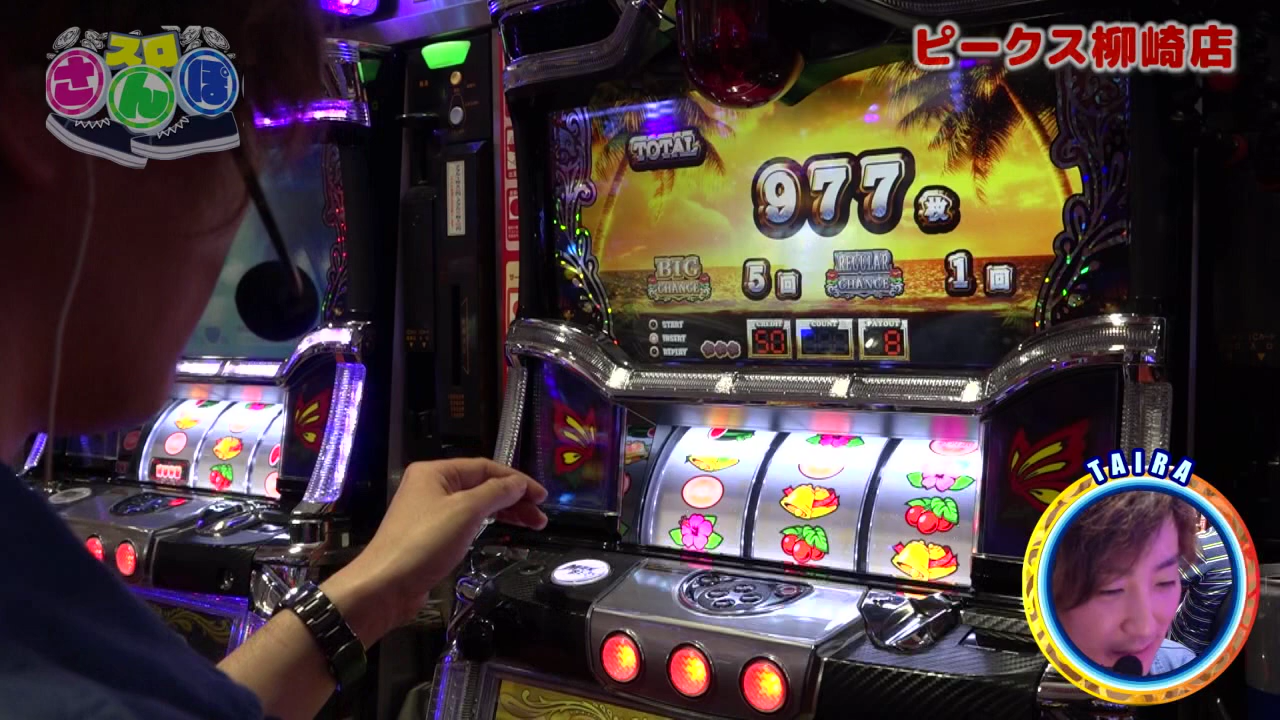 スロ
さんぽ
ピークス柳崎店
TOTAL
977枚
BIG CHANCE 5回
REGULAR CHANCE 1回
START
INSERT
REPLAY
CREDIT COUNT PAYOUT
50 8
TAIRA